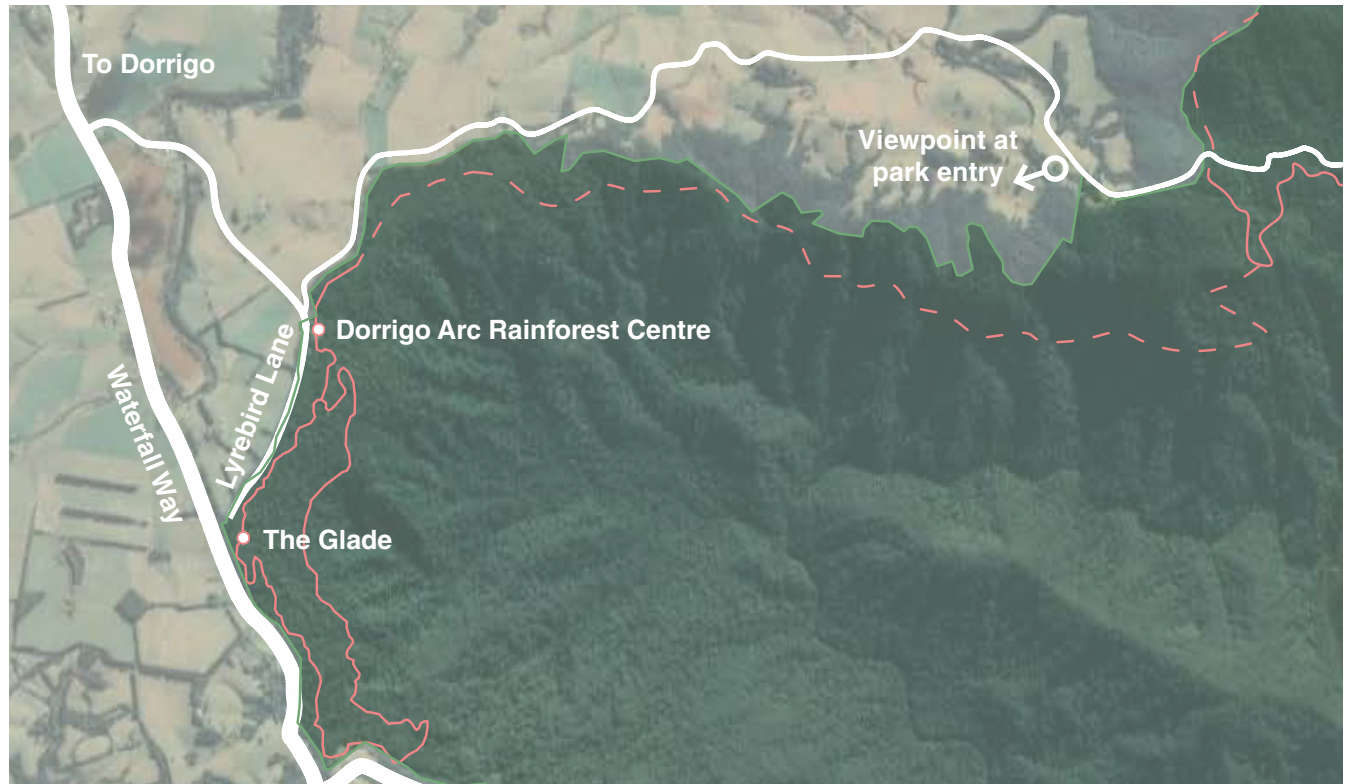 To Dorrigo
Viewpoint at
park entry
Dorrigo Arc Rainforest Centre
Lyrebird Lane
Waterfall Way
The Glade